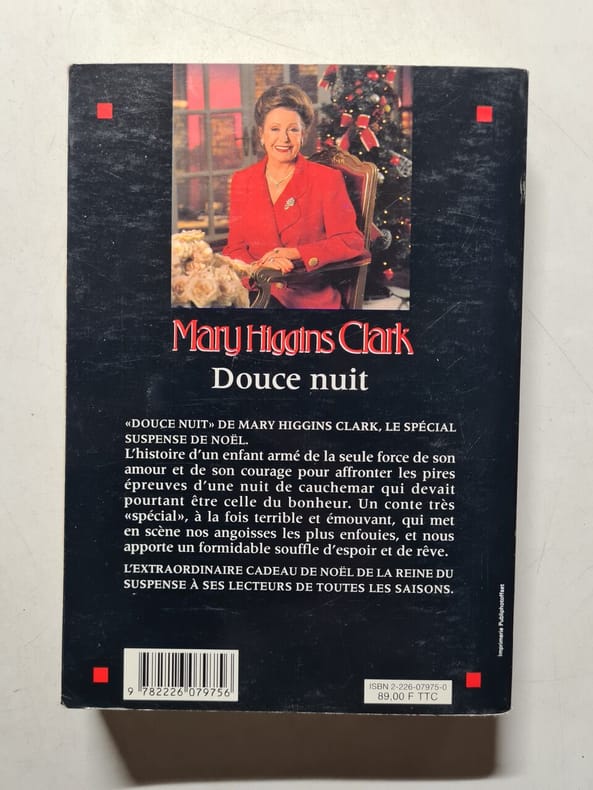 Mary Higgins Clark
Douce nuit
«DOUCE NUIT» DE MARY HIGGINS CLARK, LE SPÉCIAL
SUSPENSE DE NOËL.
L'histoire d'un enfant armé de la seule force de son
amour et de son courage pour affronter les pires
épreuves d'une nuit de cauchemar qui devait
pourtant être celle du bonheur. Un conte très
«spécial», à la fois terrible et émouvant, qui met
en scène nos angoisses les plus enfouies, et nous
apporte un formidable souffle d'espoir et de rêve.
L'EXTRAORDINAIRE CADEAU DE NOËL DE LA REINE DU
SUSPENSE À SES LECTEURS DE TOUTES LES SAISONS.
Imprimerie Publiphotoffset
9 782226 079756
ISBN 2-226-07975-0
89,00 F TTC